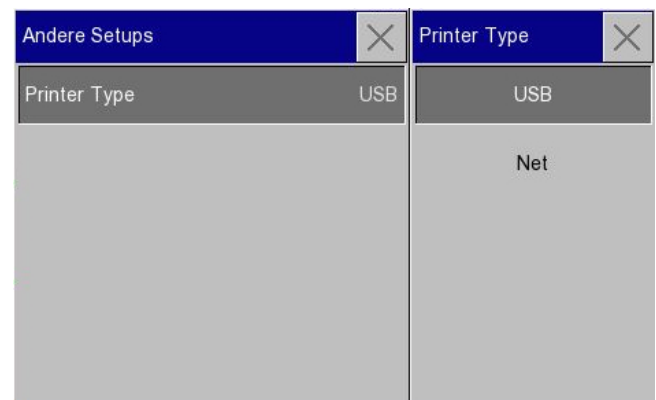 Andere Setups
Printer Type USB
Printer Type
USB
Net